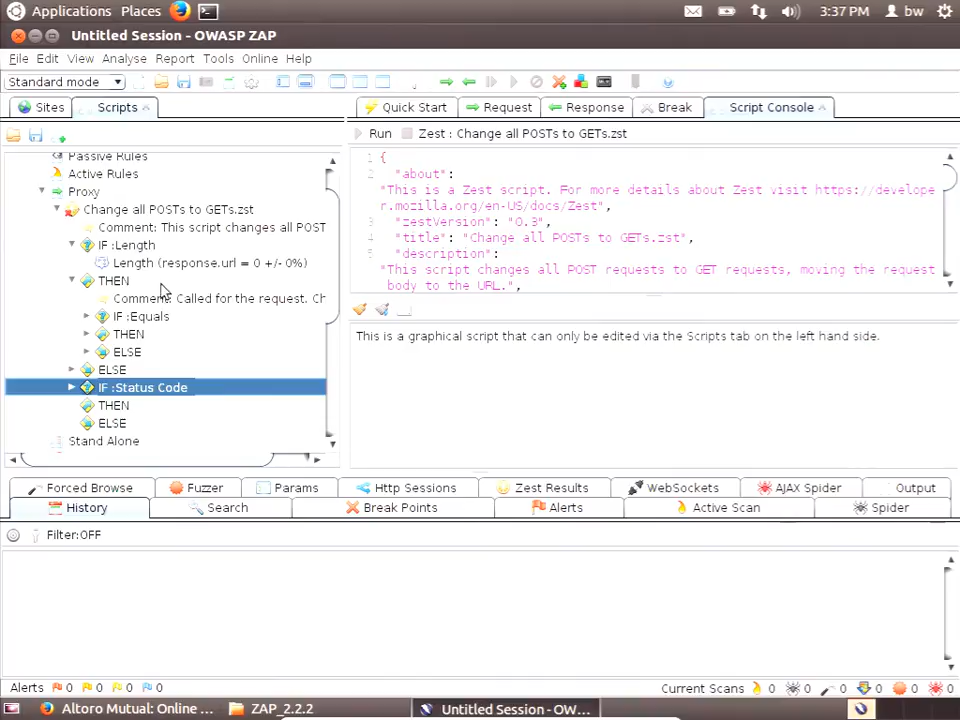 Applications Places 3:37 PM bw
Untitled Session - OWASP ZAP
File Edit View Analyse Report Tools Online Help
Standard mode
Sites Scripts Quick Start Request Response Break Script Console
Run Zest : Change all POSTs to GETs.zst
Passive Rules
Active Rules
Proxy
Change all POSTs to GETs.zst
Comment: This script changes all POST
IF :Length
Length (response.url = 0 +/- 0%)
THEN
Comment: Called for the request. Ch
IF :Equals
THEN
ELSE
ELSE
IF :Status Code
THEN
ELSE
Stand Alone
1 {
2 "about":
"This is a Zest script. For more details about Zest visit https://develope
r.mozilla.org/en-US/docs/Zest",
3 "zestVersion": "0.3",
4 "title": "Change all POSTs to GETs.zst",
5 "description":
"This script changes all POST requests to GET requests, moving the request
body to the URL.",
This is a graphical script that can only be edited via the Scripts tab on the left hand side.
Forced Browse Fuzzer Params Http Sessions Zest Results WebSockets AJAX Spider Output
History Search Break Points Alerts Active Scan Spider
Filter:OFF
Alerts 0 0 0 0 Current Scans 0 0 0 0 0 0
Altoro Mutual: Online ... ZAP_2.2.2 Untitled Session - OW...